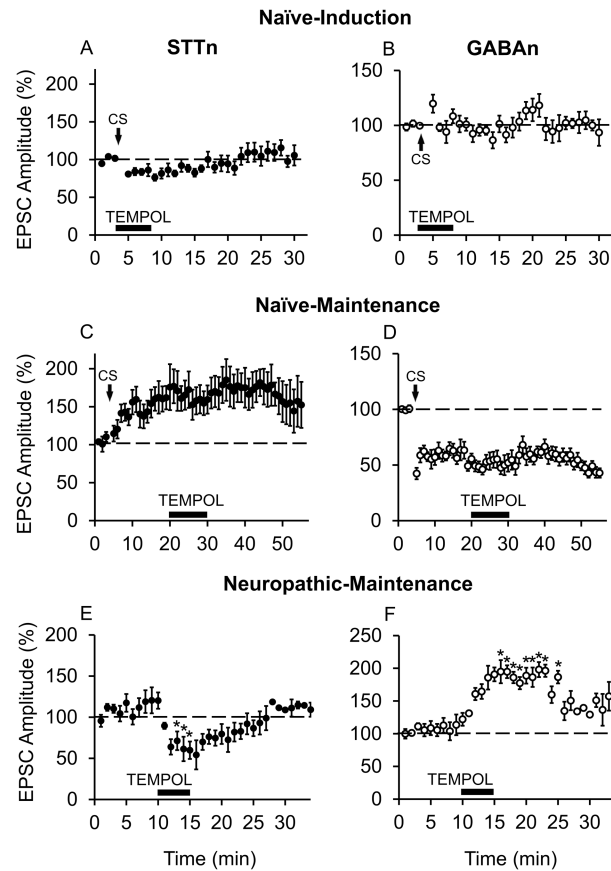 Naïve-Induction
STTn
GABAn
A
B
EPSC Amplitude (%)
200
150
100
50
0
CS
TEMPOL
0 5 10 15 20 25 30
150
100
50
0
CS
TEMPOL
0 5 10 15 20 25 30
Naïve-Maintenance
C
D
EPSC Amplitude (%)
200
150
100
50
0
CS
TEMPOL
0 10 20 30 40 50
150
100
50
0
CS
TEMPOL
0 10 20 30 40 50
Neuropathic-Maintenance
E
F
EPSC Amplitude (%)
200
150
100
50
0
* * *
TEMPOL
0 5 10 15 20 25 30
Time (min)
250
200
150
100
50
0
* * * * * * * * *
TEMPOL
0 5 10 15 20 25 30
Time (min)